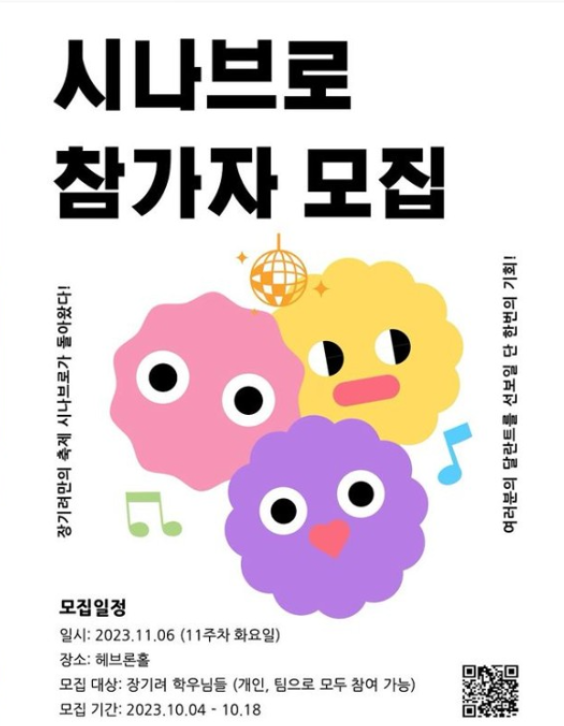 시나브로
참가자 모집
장기려만의 축제 시나브로가 돌아왔다!
여러분의 달란트를 선보일 단 한번의 기회!
모집일정
일시: 2023.11.06 (11주차 화요일)
장소: 헤브론홀
모집 대상: 장기려 학우님들 (개인, 팀으로 모두 참여 가능)
모집 기간: 2023.10.04 - 10.18